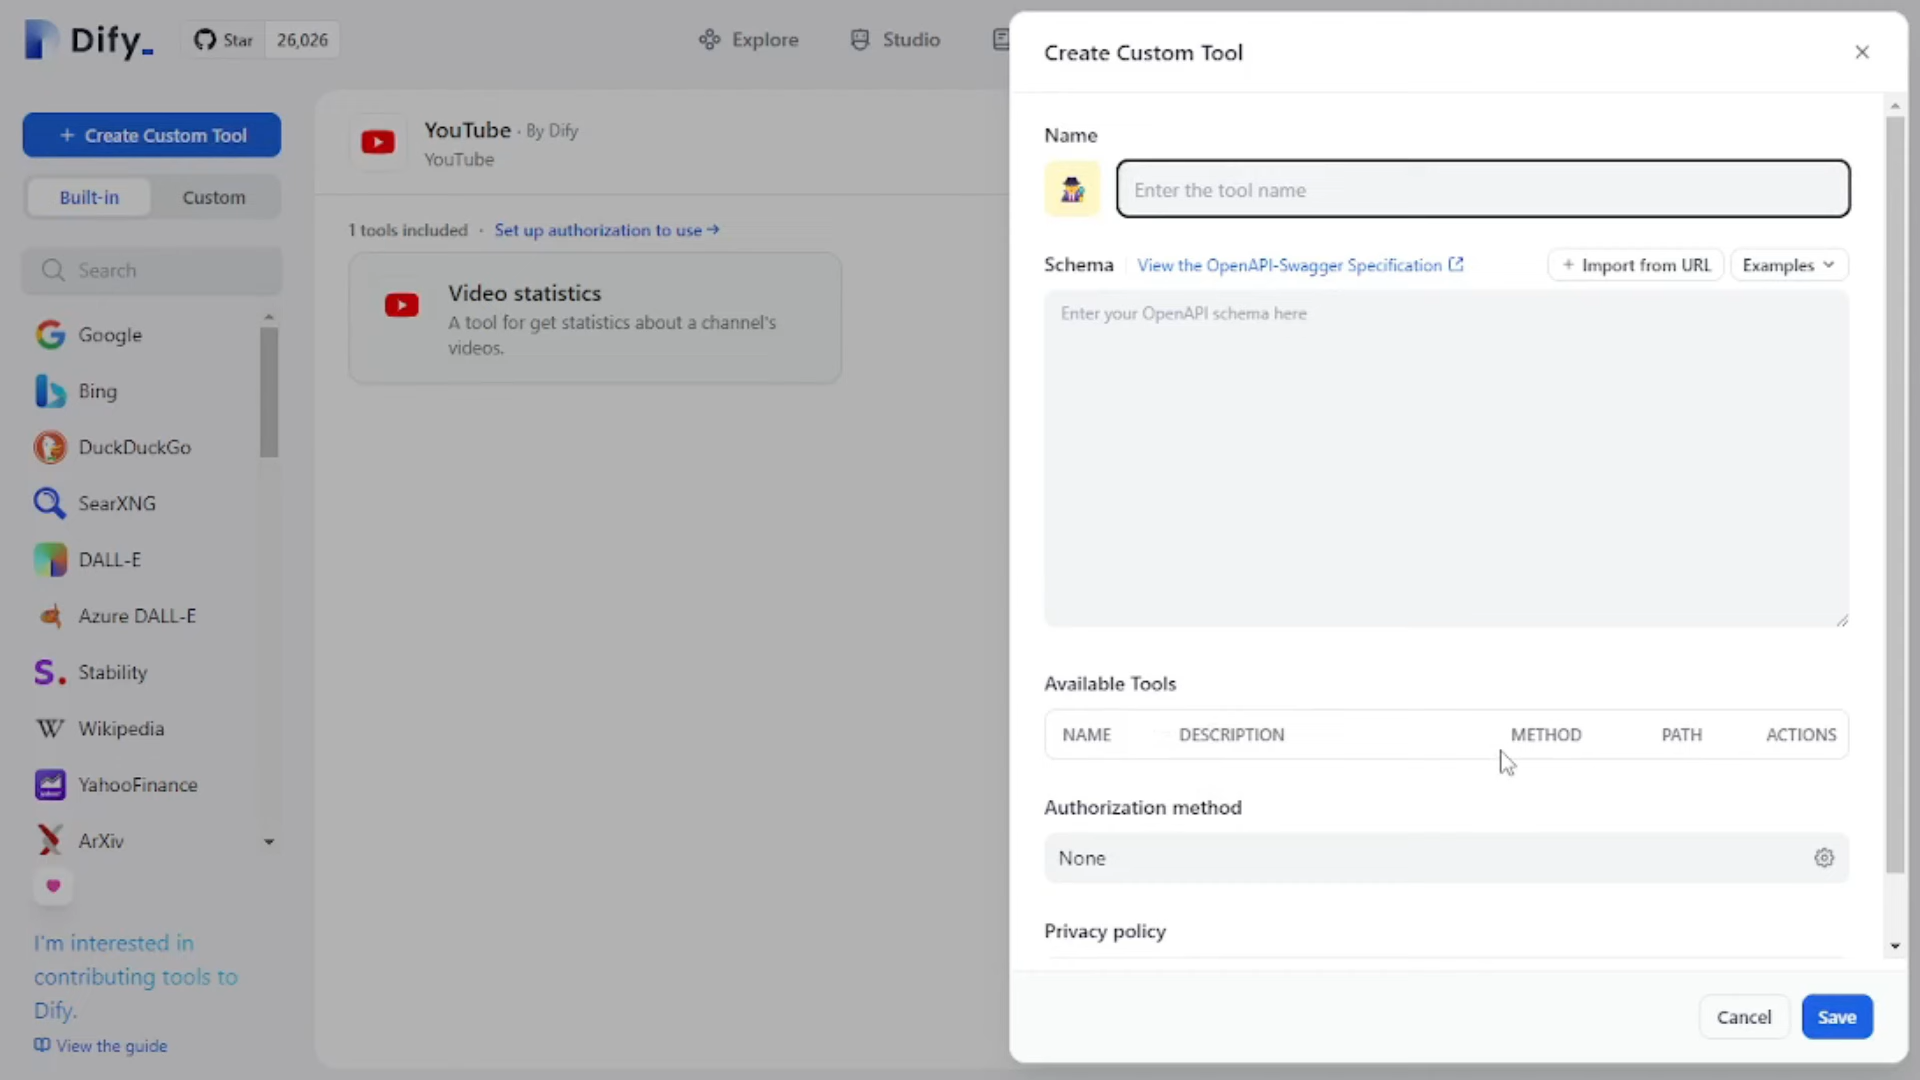 Dify_
Star 26,026
Explore
Studio
+ Create Custom Tool
Built-in
Custom
Search
Google
Bing
DuckDuckGo
SearXNG
DALL-E
Azure DALL-E
Stability
Wikipedia
YahooFinance
ArXiv
I'm interested in
contributing tools to
Dify.
View the guide
YouTube · By Dify
YouTube
1 tools included · Set up authorization to use →
Video statistics
A tool for get statistics about a channel's
videos.
Create Custom Tool
Name
Enter the tool name
Schema
View the OpenAPI-Swagger Specification
+ Import from URL
Examples
Enter your OpenAPI schema here
Available Tools
NAME DESCRIPTION METHOD PATH ACTIONS
Authorization method
None
Privacy policy
Cancel
Save